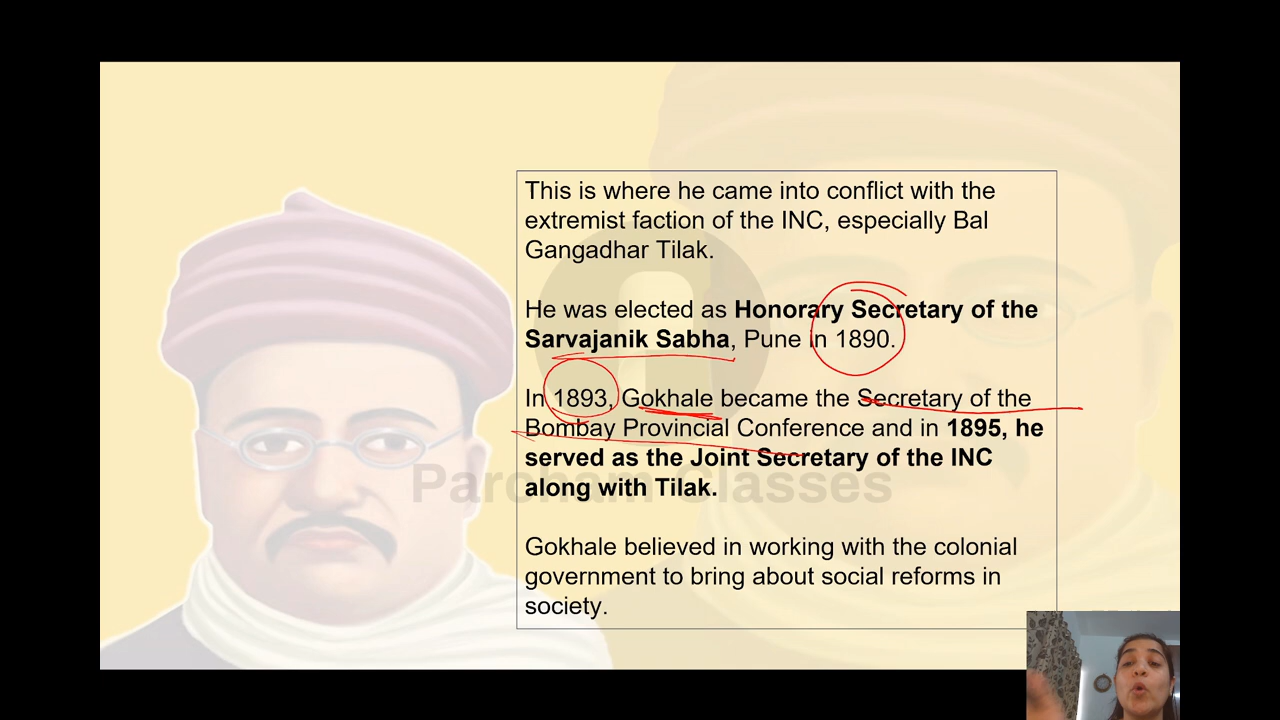 This is where he came into conflict with the
extremist faction of the INC, especially Bal
Gangadhar Tilak.
He was elected as Honorary Secretary of the
Sarvajanik Sabha, Pune in 1890.
In 1893, Gokhale became the Secretary of the
Bombay Provincial Conference and in 1895, he
served as the Joint Secretary of the INC
along with Tilak.
Parcham Classes
Gokhale believed in working with the colonial
government to bring about social reforms in
society.